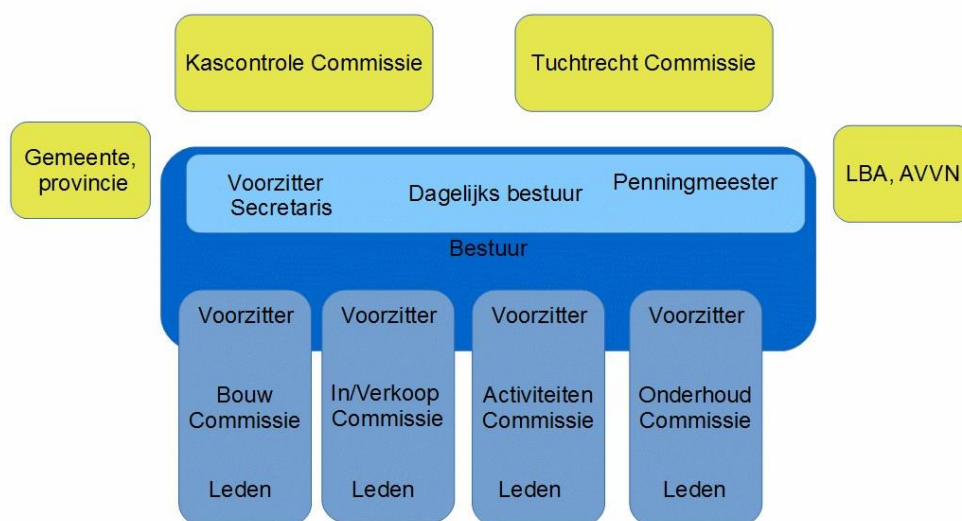 Kascontrole Commissie
Tuchtrecht Commissie
Gemeente,
provincie
LBA, AVVN
Voorzitter
Secretaris
Dagelijks bestuur
Penningmeester
Bestuur
Voorzitter
Bouw
Commissie
Leden
Voorzitter
In/Verkoop
Commissie
Leden
Voorzitter
Activiteiten
Commissie
Leden
Voorzitter
Onderhoud
Commissie
Leden